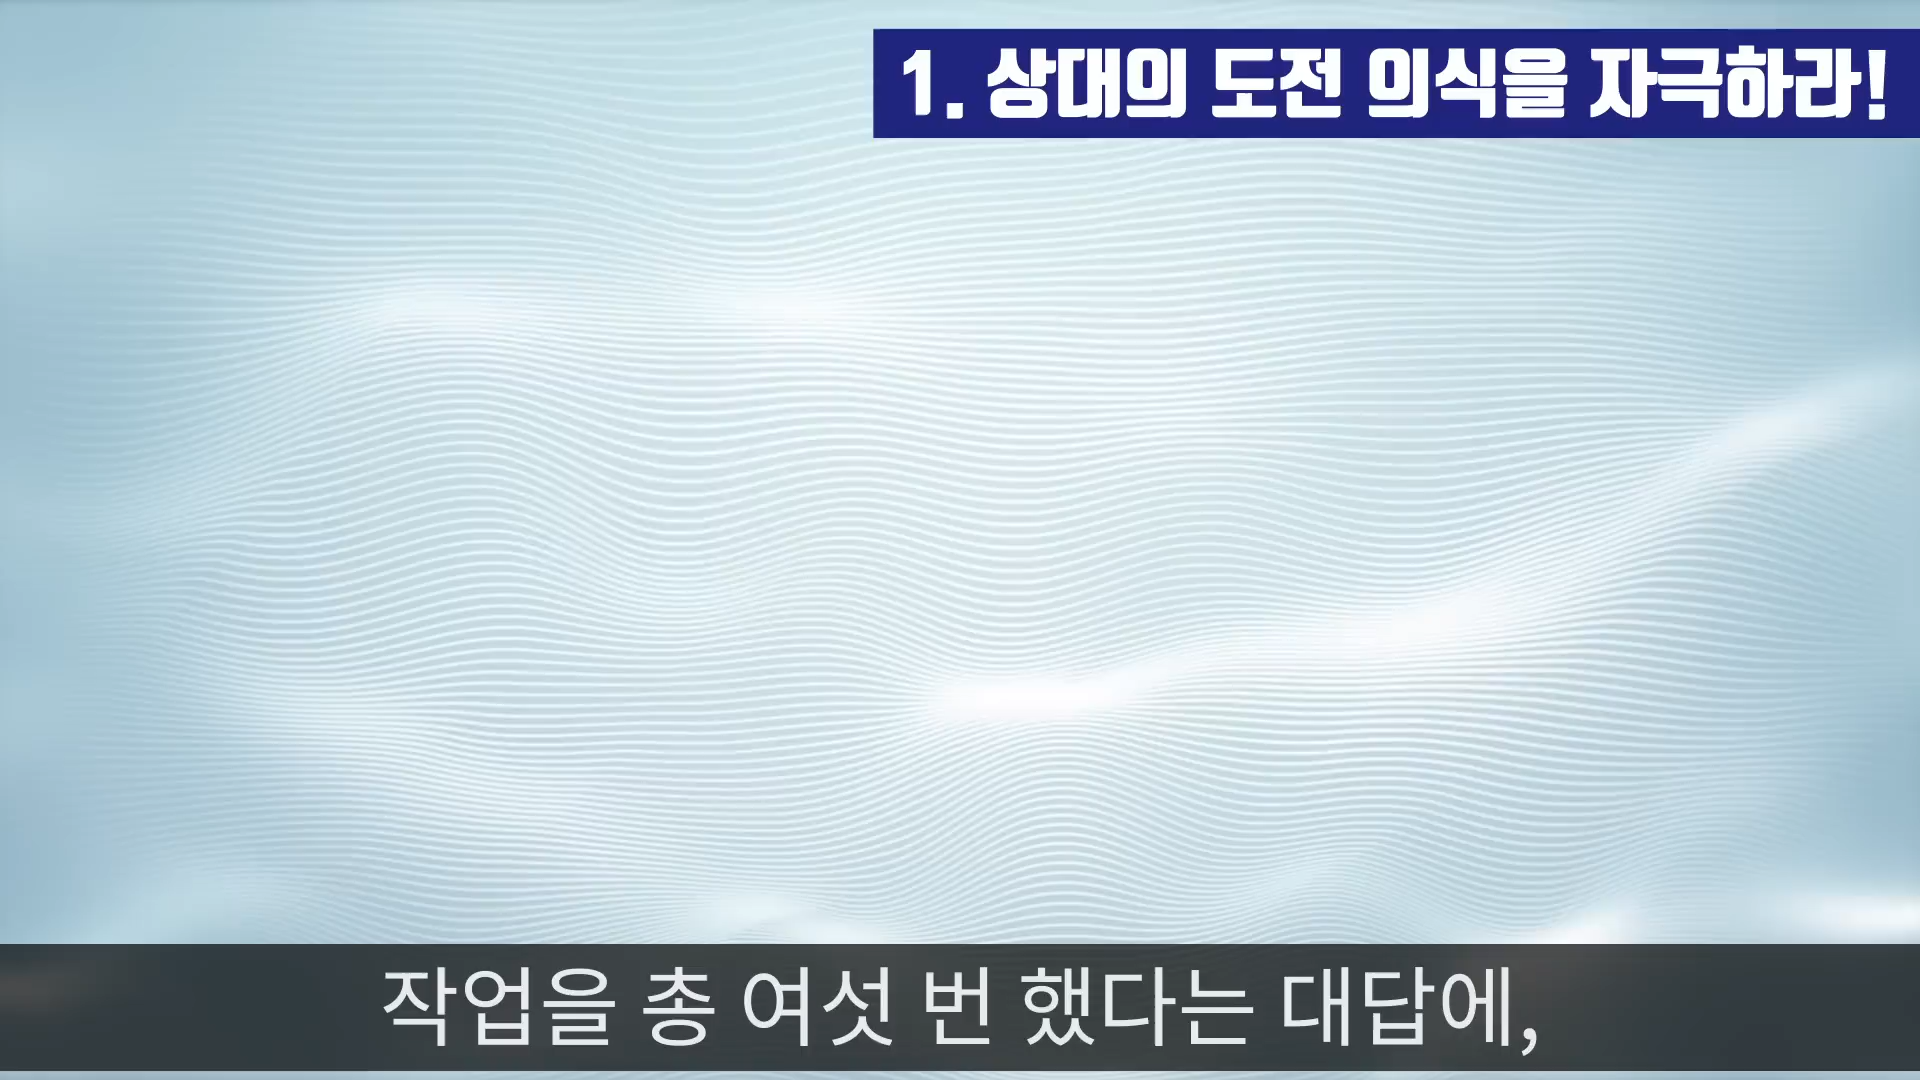 1. 상대의 도전 의식을 자극하라!
작업을 총 여섯 번 했다는 대답에,